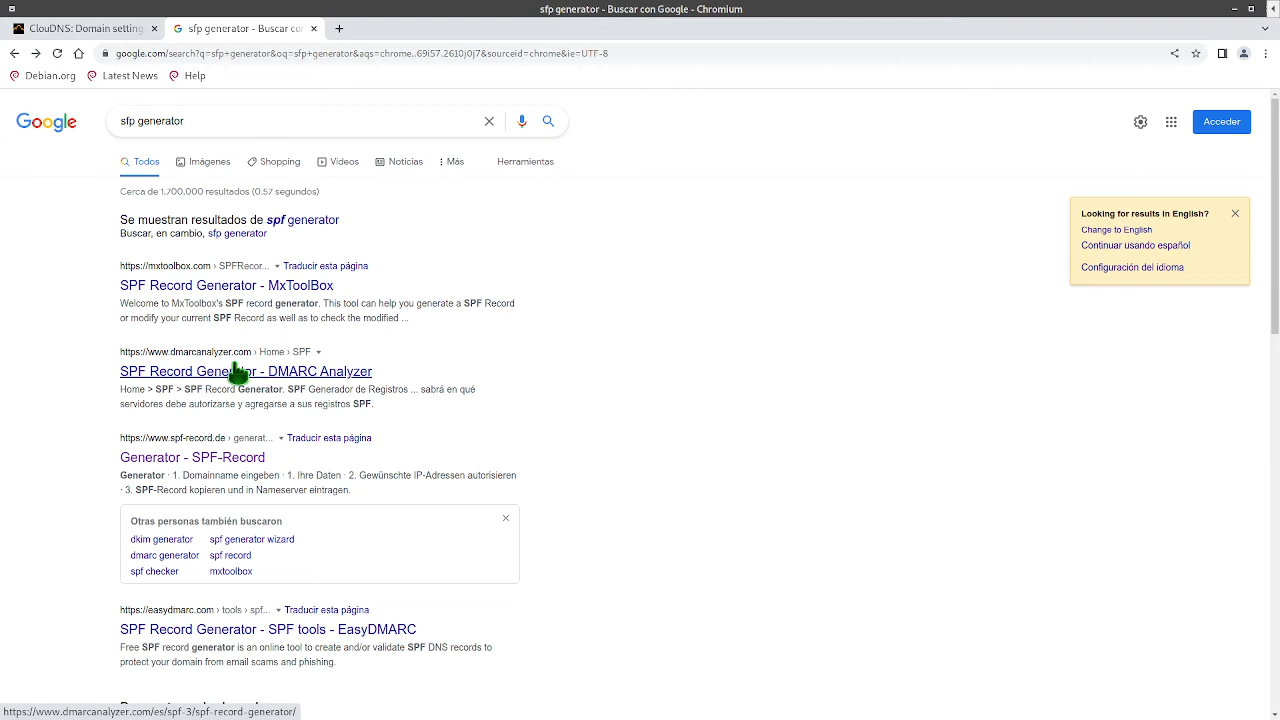 sfp generator - Buscar con Google - Chromium
ClouDNS: Domain setting
sfp generator - Buscar con
google.com/search?q=sfp+generator&oq=sfp+generator&aqs=chrome..69i57.2610j0j7&sourceid=chrome&ie=UTF-8
Debian.org
Latest News
Help
Google
sfp generator
Acceder
Todos
Imágenes
Shopping
Videos
Noticias
Más
Herramientas
Cerca de 1.700.000 resultados (0.57 segundos)
Se muestran resultados de spf generator
Buscar, en cambio, sfp generator
Looking for results in English?
Change to English
Continuar usando español
Configuración del idioma
https://mxtoolbox.com › SPFRecor... Traducir esta página
SPF Record Generator - MxToolBox
Welcome to MxToolbox's SPF record generator. This tool can help you generate a SPF Record
or modify your current SPF Record as well as to check the modified ...
https://www.dmarcanalyzer.com › Home › SPF
SPF Record Generator - DMARC Analyzer
Home > SPF > SPF Record Generator. SPF Generador de Registros ... sabrá en qué
servidores debe autorizarse y agregarse a sus registros SPF.
https://www.spf-record.de › generat... Traducir esta página
Generator - SPF-Record
Generator · 1. Domainname eingeben · 1. Ihre Daten · 2. Gewünschte IP-Adressen autorisieren
· 3. SPF-Record kopieren und in Nameserver eintragen.
Otras personas también buscaron
dkim generator
spf generator wizard
dmarc generator
spf record
spf checker
mxtoolbox
https://easydmarc.com › tools › spf... Traducir esta página
SPF Record Generator - SPF tools - EasyDMARC
Free SPF record generator is an online tool to create and/or validate SPF DNS records to
protect your domain from email scams and phishing.
https://www.dmarcanalyzer.com/es/spf-3/spf-record-generator/